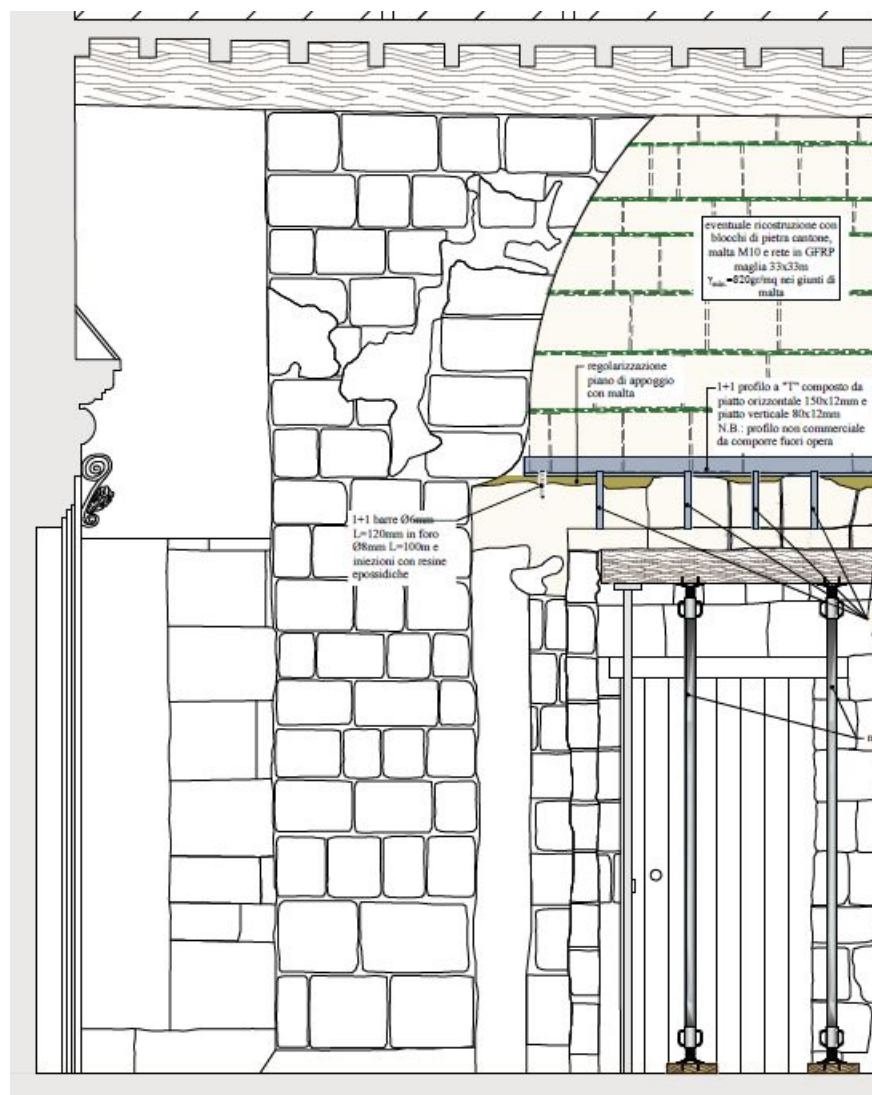 eventuale ricostruzione con
blocchi di pietra cantone,
malta M10 e rete in GFRP
maglia 33x33m
γmin.=820gr/mq nei giunti di
malta
regolarizzazione
piano di appoggio
con malta
1+1 profilo a "T" composto da
piatto orizzontale 150x12mm e
piatto verticale 80x12mm
N.B.: profilo non commerciale
da comporre fuori opera
1+1 barre Ø6mm
L=120mm in foro
Ø8mm L=100m e
iniezioni con resine
epossidiche